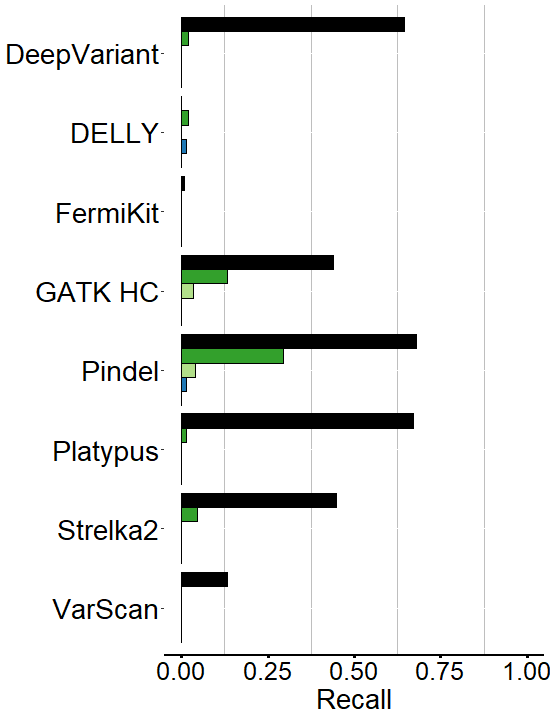 DeepVariant
DELLY
FermiKit
GATK HC
Pindel
Platypus
Strelka2
VarScan
0.00 0.25 0.50 0.75 1.00
Recall